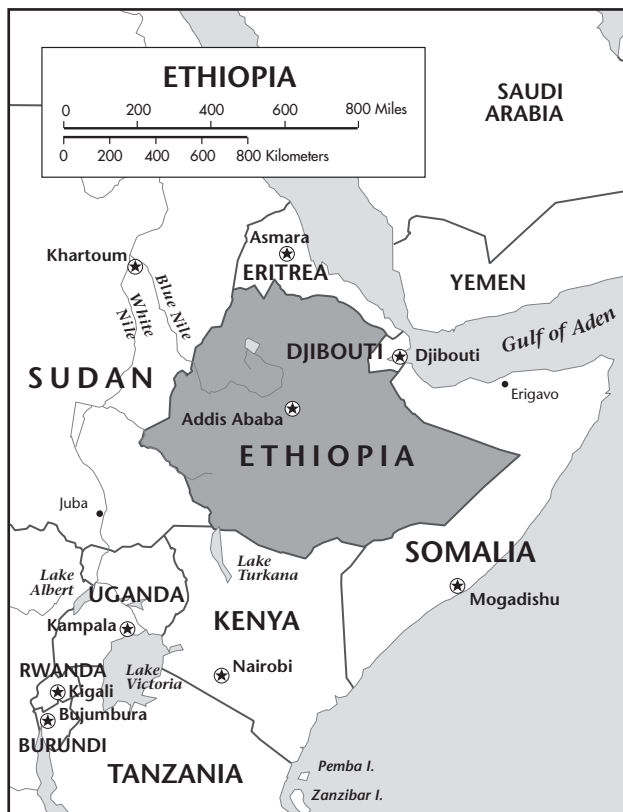 ETHIOPIA
0 200 400 600 800 Miles
0 200 400 600 800 Kilometers
SAUDI
ARABIA
Asmara
Khartoum
ERITREA
YEMEN
Blue Nile
White
Nile
Gulf of Aden
DJIBOUTI
Djibouti
SUDAN
Erigavo
Addis Ababa
ETHIOPIA
Juba
SOMALIA
Lake
Turkana
Lake
Albert
UGANDA
Mogadishu
KENYA
Kampala
Lake
Victoria
Nairobi
RWANDA
Kigali
Bujumbura
BURUNDI
TANZANIA
Pemba I.
Zanzibar I.